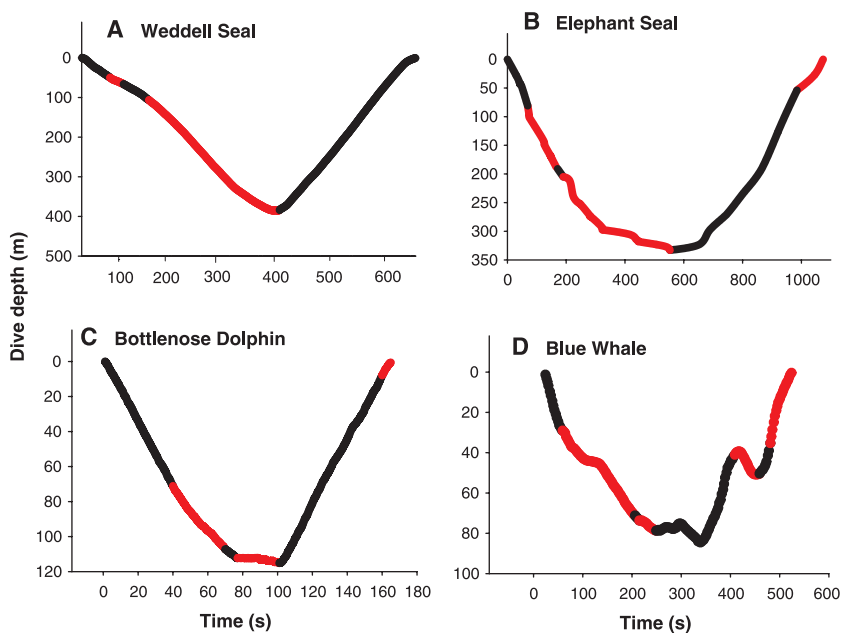 A Weddell Seal
0
100
200
300
400
500
100 200 300 400 500 600
B Elephant Seal
0
50
100
150
200
250
300
350
0 200 400 600 800 1000
Dive depth (m)
C Bottlenose Dolphin
0
20
40
60
80
100
120
0 20 40 60 80 100 120 140 160 180
Time (s)
D Blue Whale
0
20
40
60
80
100
0 100 200 300 400 500 600
Time (s)